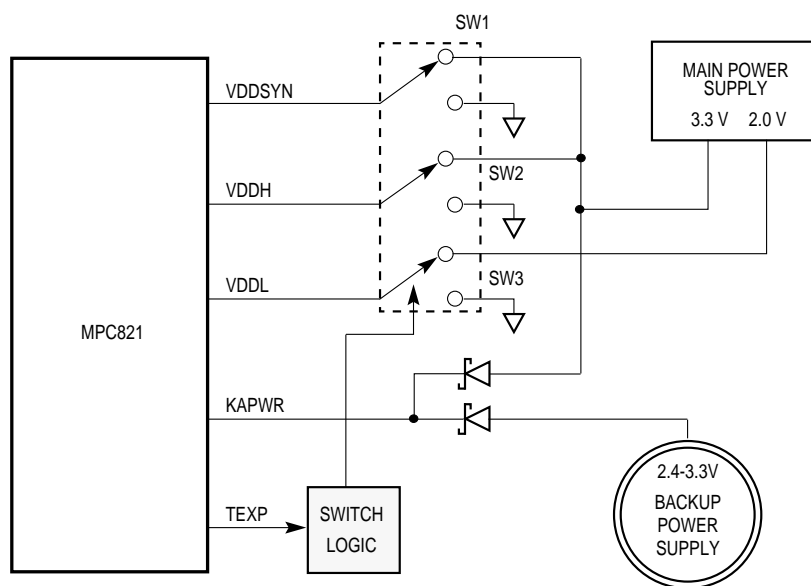 SW1
VDDSYN
MAIN POWER
SUPPLY
3.3 V 2.0 V
VDDH
SW2
VDDL
SW3
MPC821
KAPWR
2.4-3.3V
BACKUP
POWER
SUPPLY
TEXP
SWITCH
LOGIC